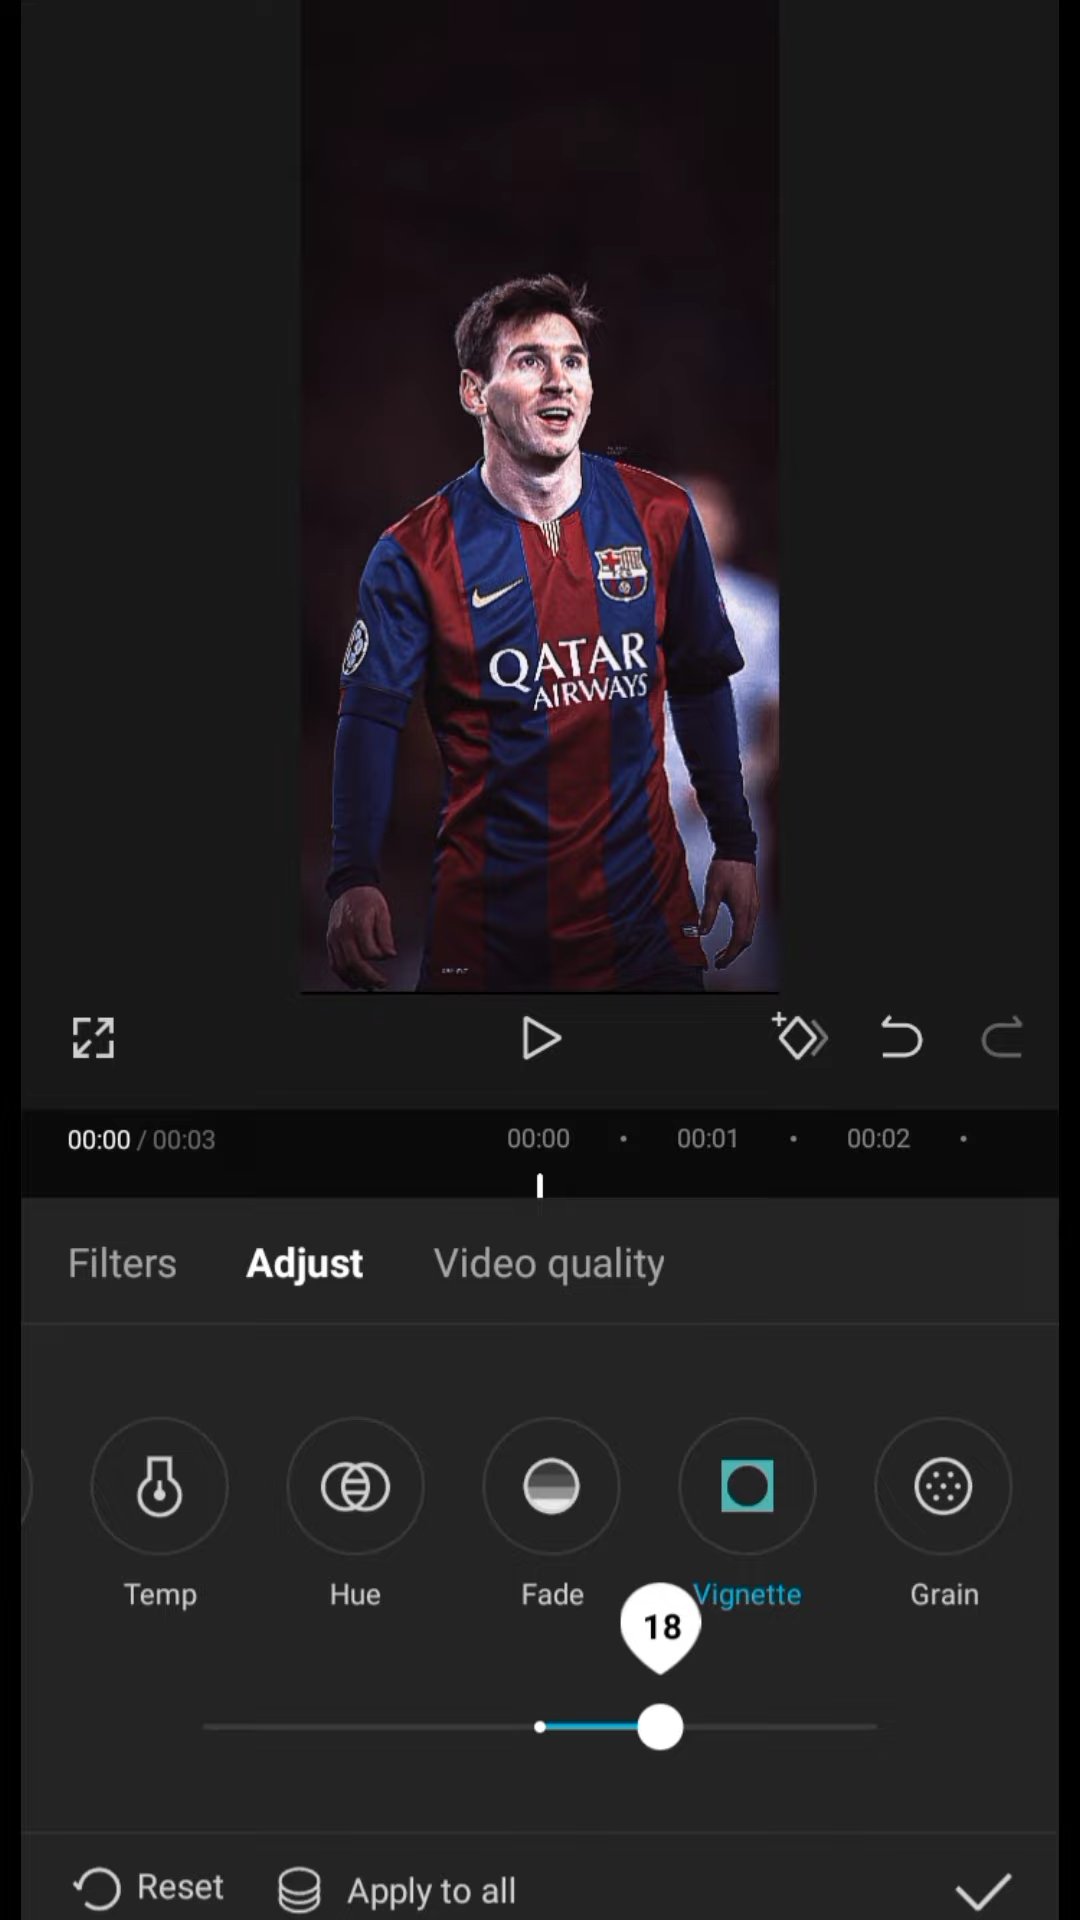 QATAR
AIRWAYS
00:00 / 00:03
00:00
00:01
00:02
Filters
Adjust
Video quality
Temp
Hue
Fade
Vignette
Grain
18
Reset
Apply to all